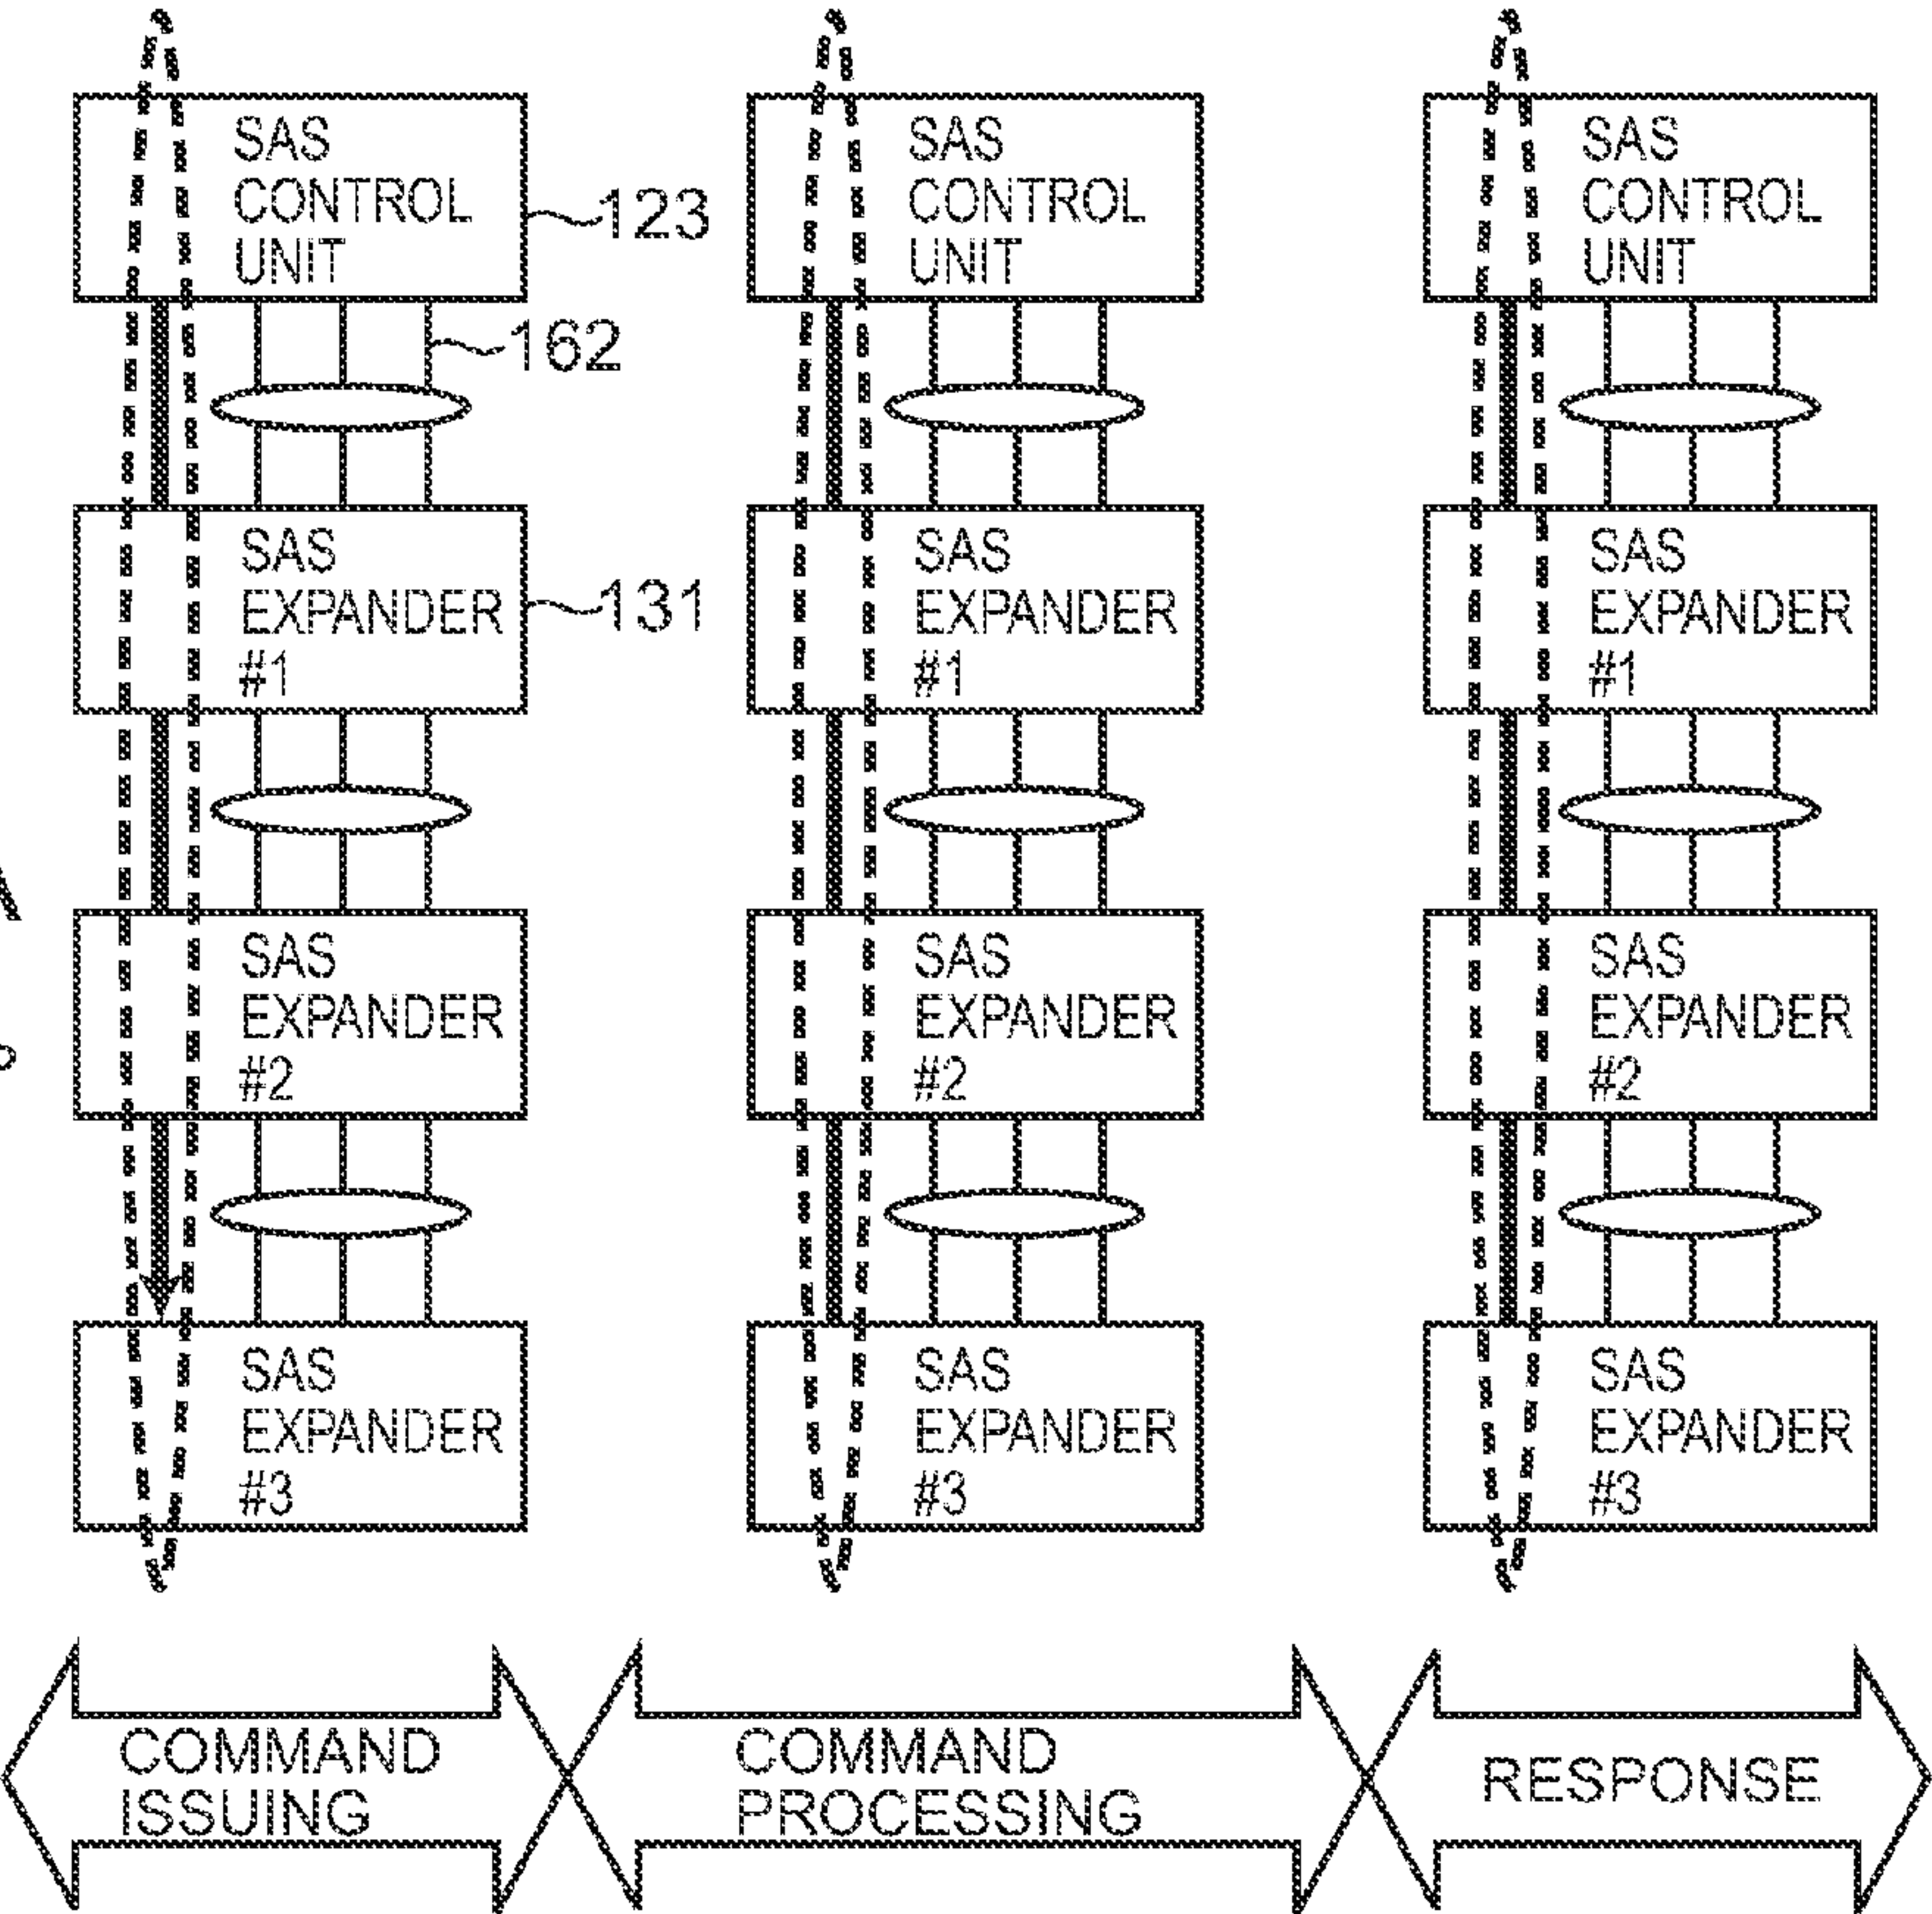 SAS
CONTROL
UNIT
123
162
SAS
EXPANDER
#1
131
SAS
EXPANDER
#2
SAS
EXPANDER
#3
SAS
CONTROL
UNIT
SAS
EXPANDER
#1
SAS
EXPANDER
#2
SAS
EXPANDER
#3
SAS
CONTROL
UNIT
SAS
EXPANDER
#1
SAS
EXPANDER
#2
SAS
EXPANDER
#3
COMMAND
ISSUING
COMMAND
PROCESSING
RESPONSE